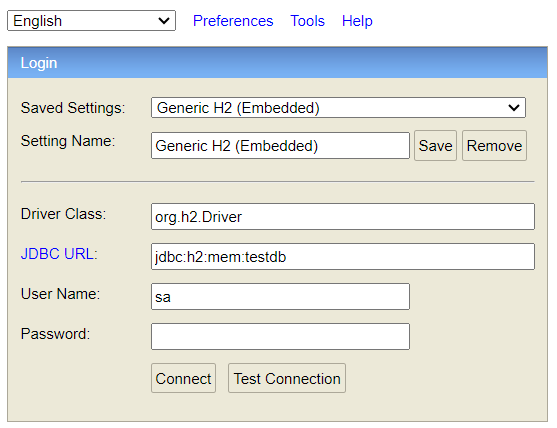 English Preferences Tools Help
Login
Saved Settings: Generic H2 (Embedded)
Setting Name: Generic H2 (Embedded) Save Remove
Driver Class: org.h2.Driver
JDBC URL: jdbc:h2:mem:testdb
User Name: sa
Password:
Connect Test Connection